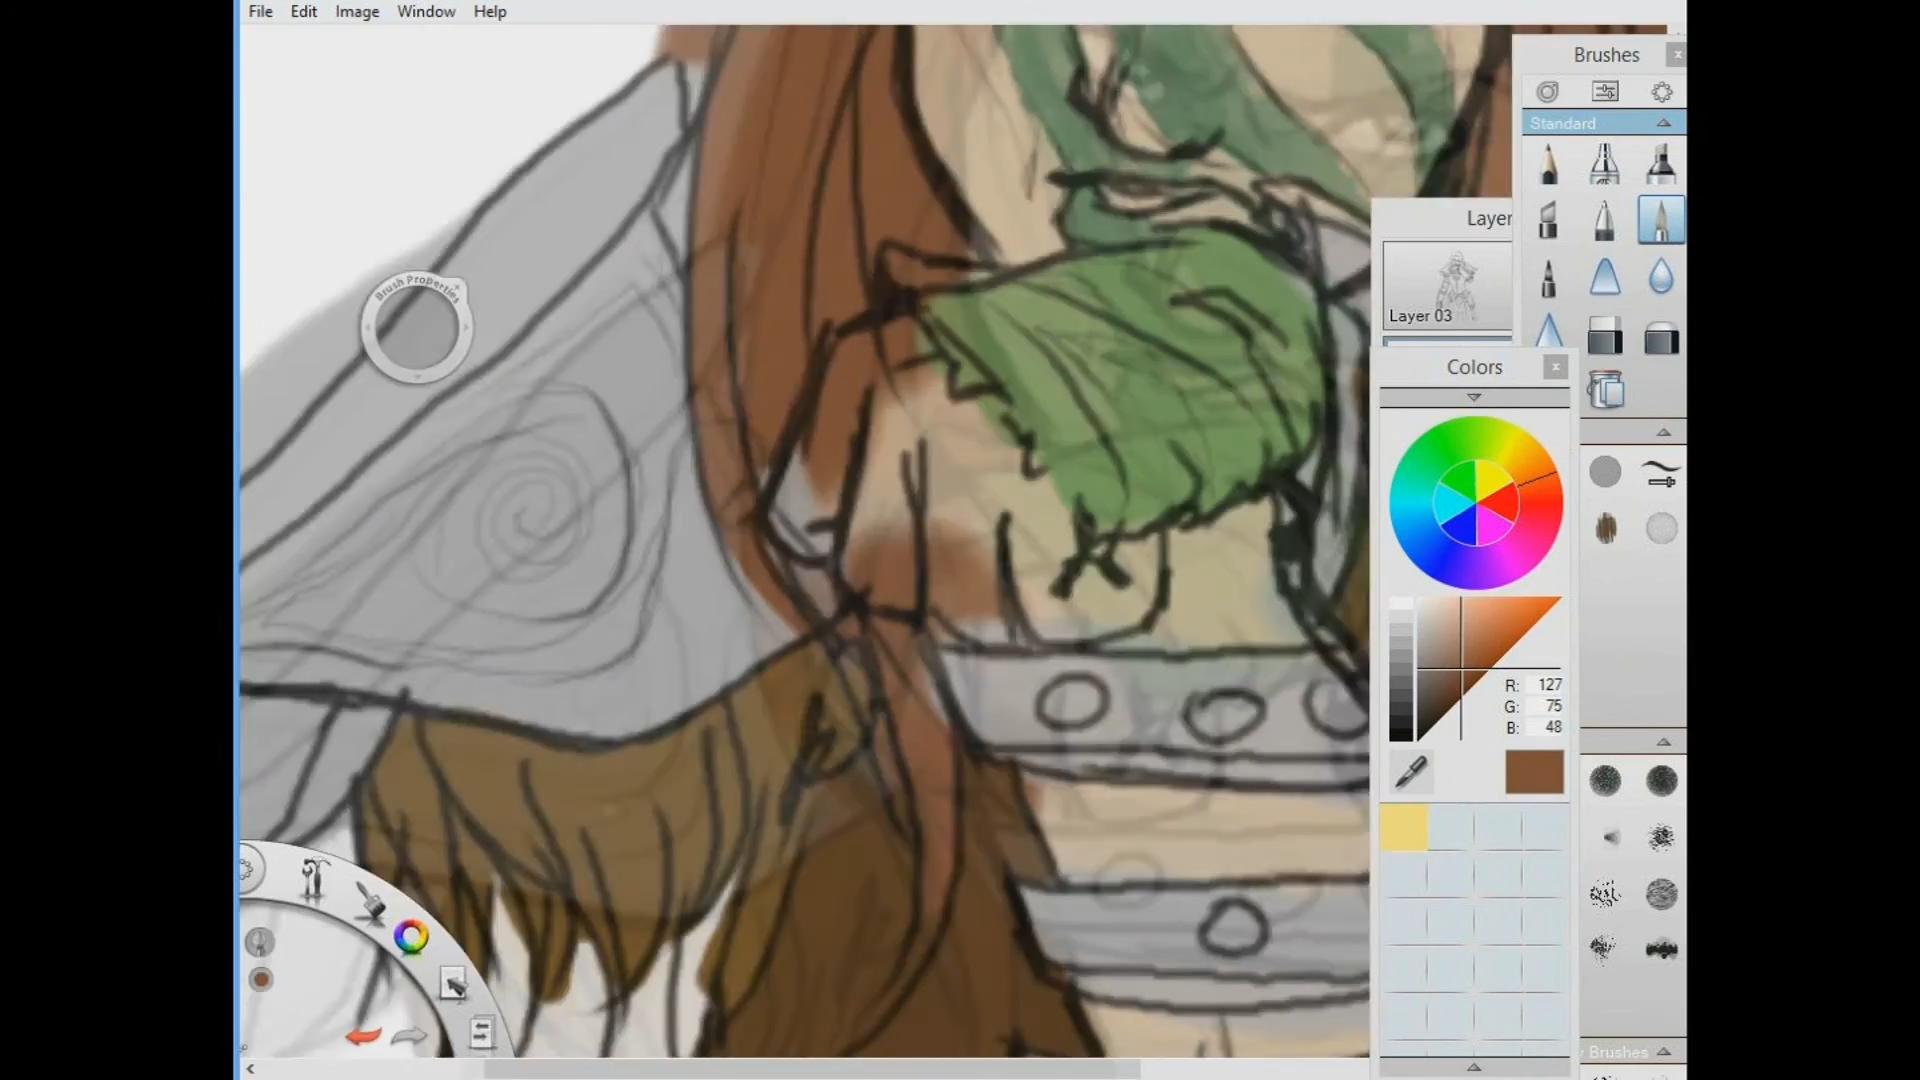 File Edit Image Window Help
Brushes
Standard
Brush Properties
Layer
Layer 03
Colors
R: 127
G: 75
B: 48
Brushes